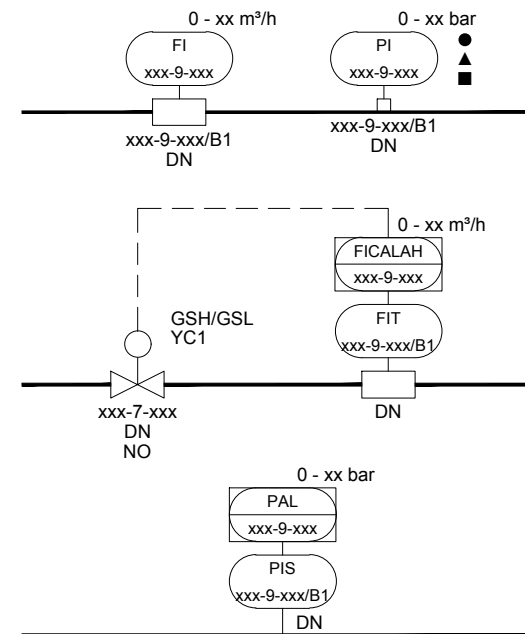 0 - xx m³/h
FI
xxx-9-xxx
xxx-9-xxx/B1
DN
0 - xx bar
PI
xxx-9-xxx
xxx-9-xxx/B1
DN
0 - xx m³/h
FICALAH
xxx-9-xxx
FIT
xxx-9-xxx/B1
DN
GSH/GSL
YC1
xxx-7-xxx
DN
NO
0 - xx bar
PAL
xxx-9-xxx
PIS
xxx-9-xxx/B1
DN